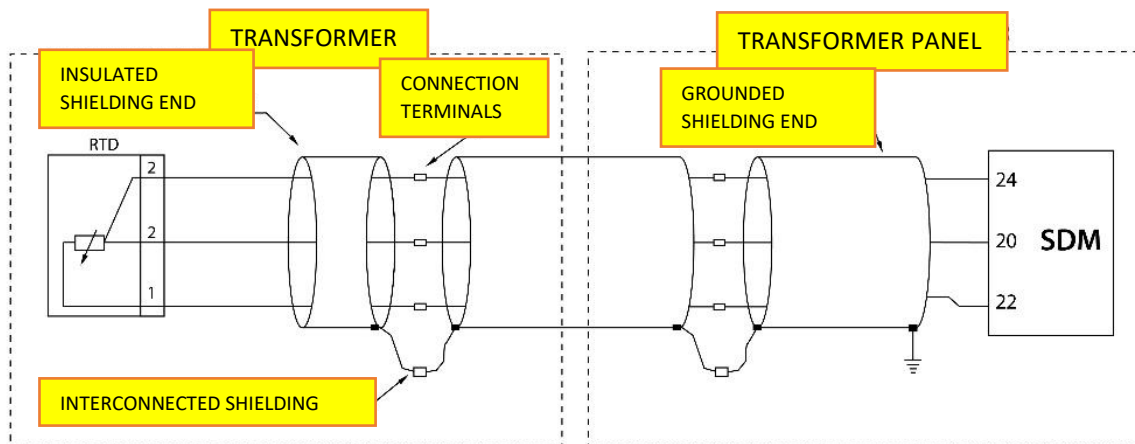 TRANSFORMER
TRANSFORMER PANEL
INSULATED
SHIELDING END
CONNECTION
TERMINALS
GROUNDED
SHIELDING END
RTD
2
2
1
24
20
22
SDM
INTERCONNECTED SHIELDING